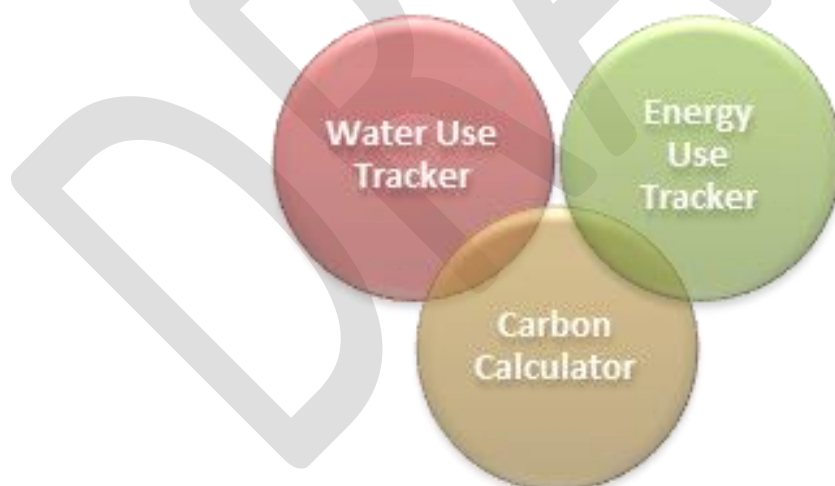 Water Use
Tracker
Energy
Use
Tracker
Carbon
Calculator